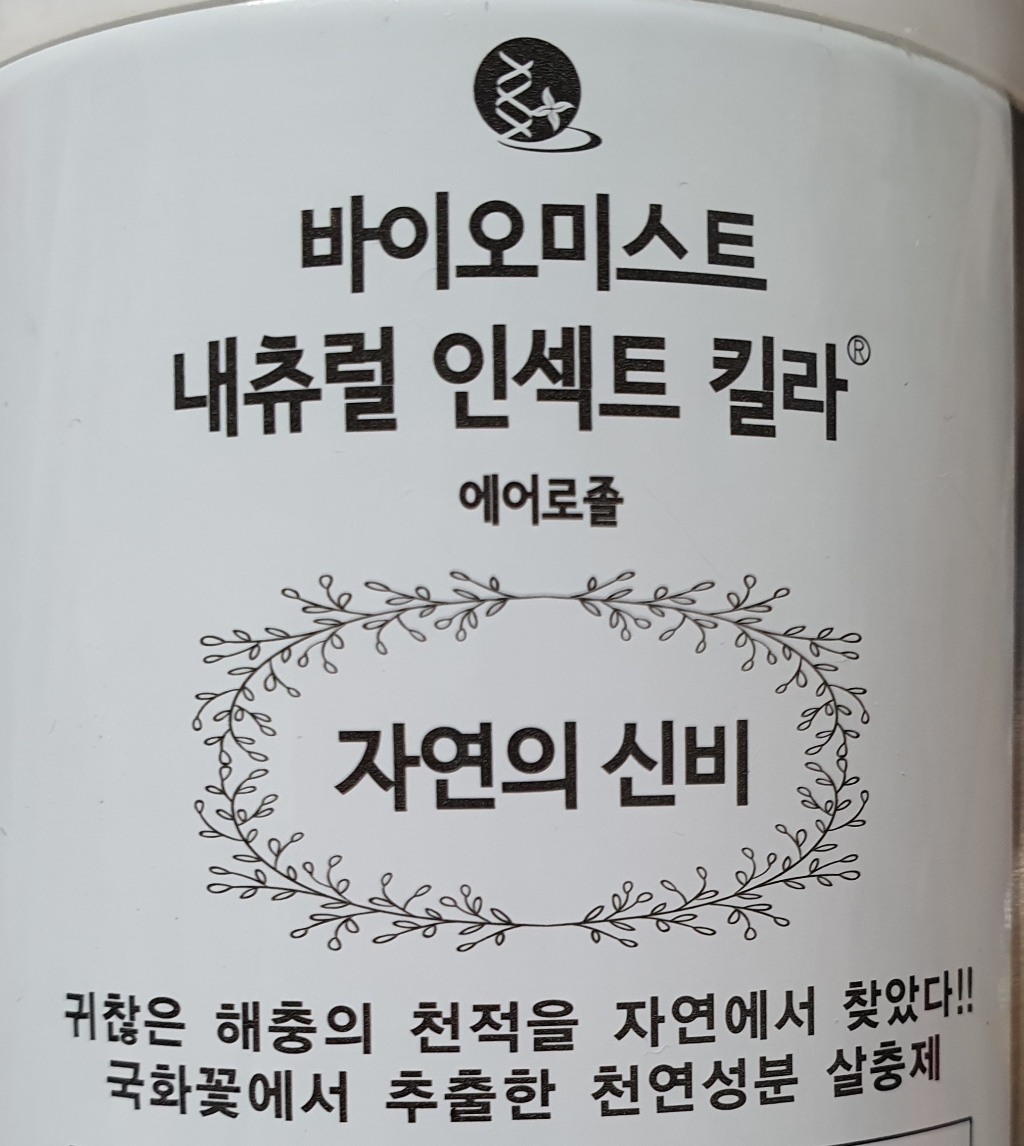 바이오미스트
내츄럴 인섹트 킬라®
에어로졸
자연의 신비
귀찮은 해충의 천적을 자연에서 찾았다!!
국화꽃에서 추출한 천연성분 살충제